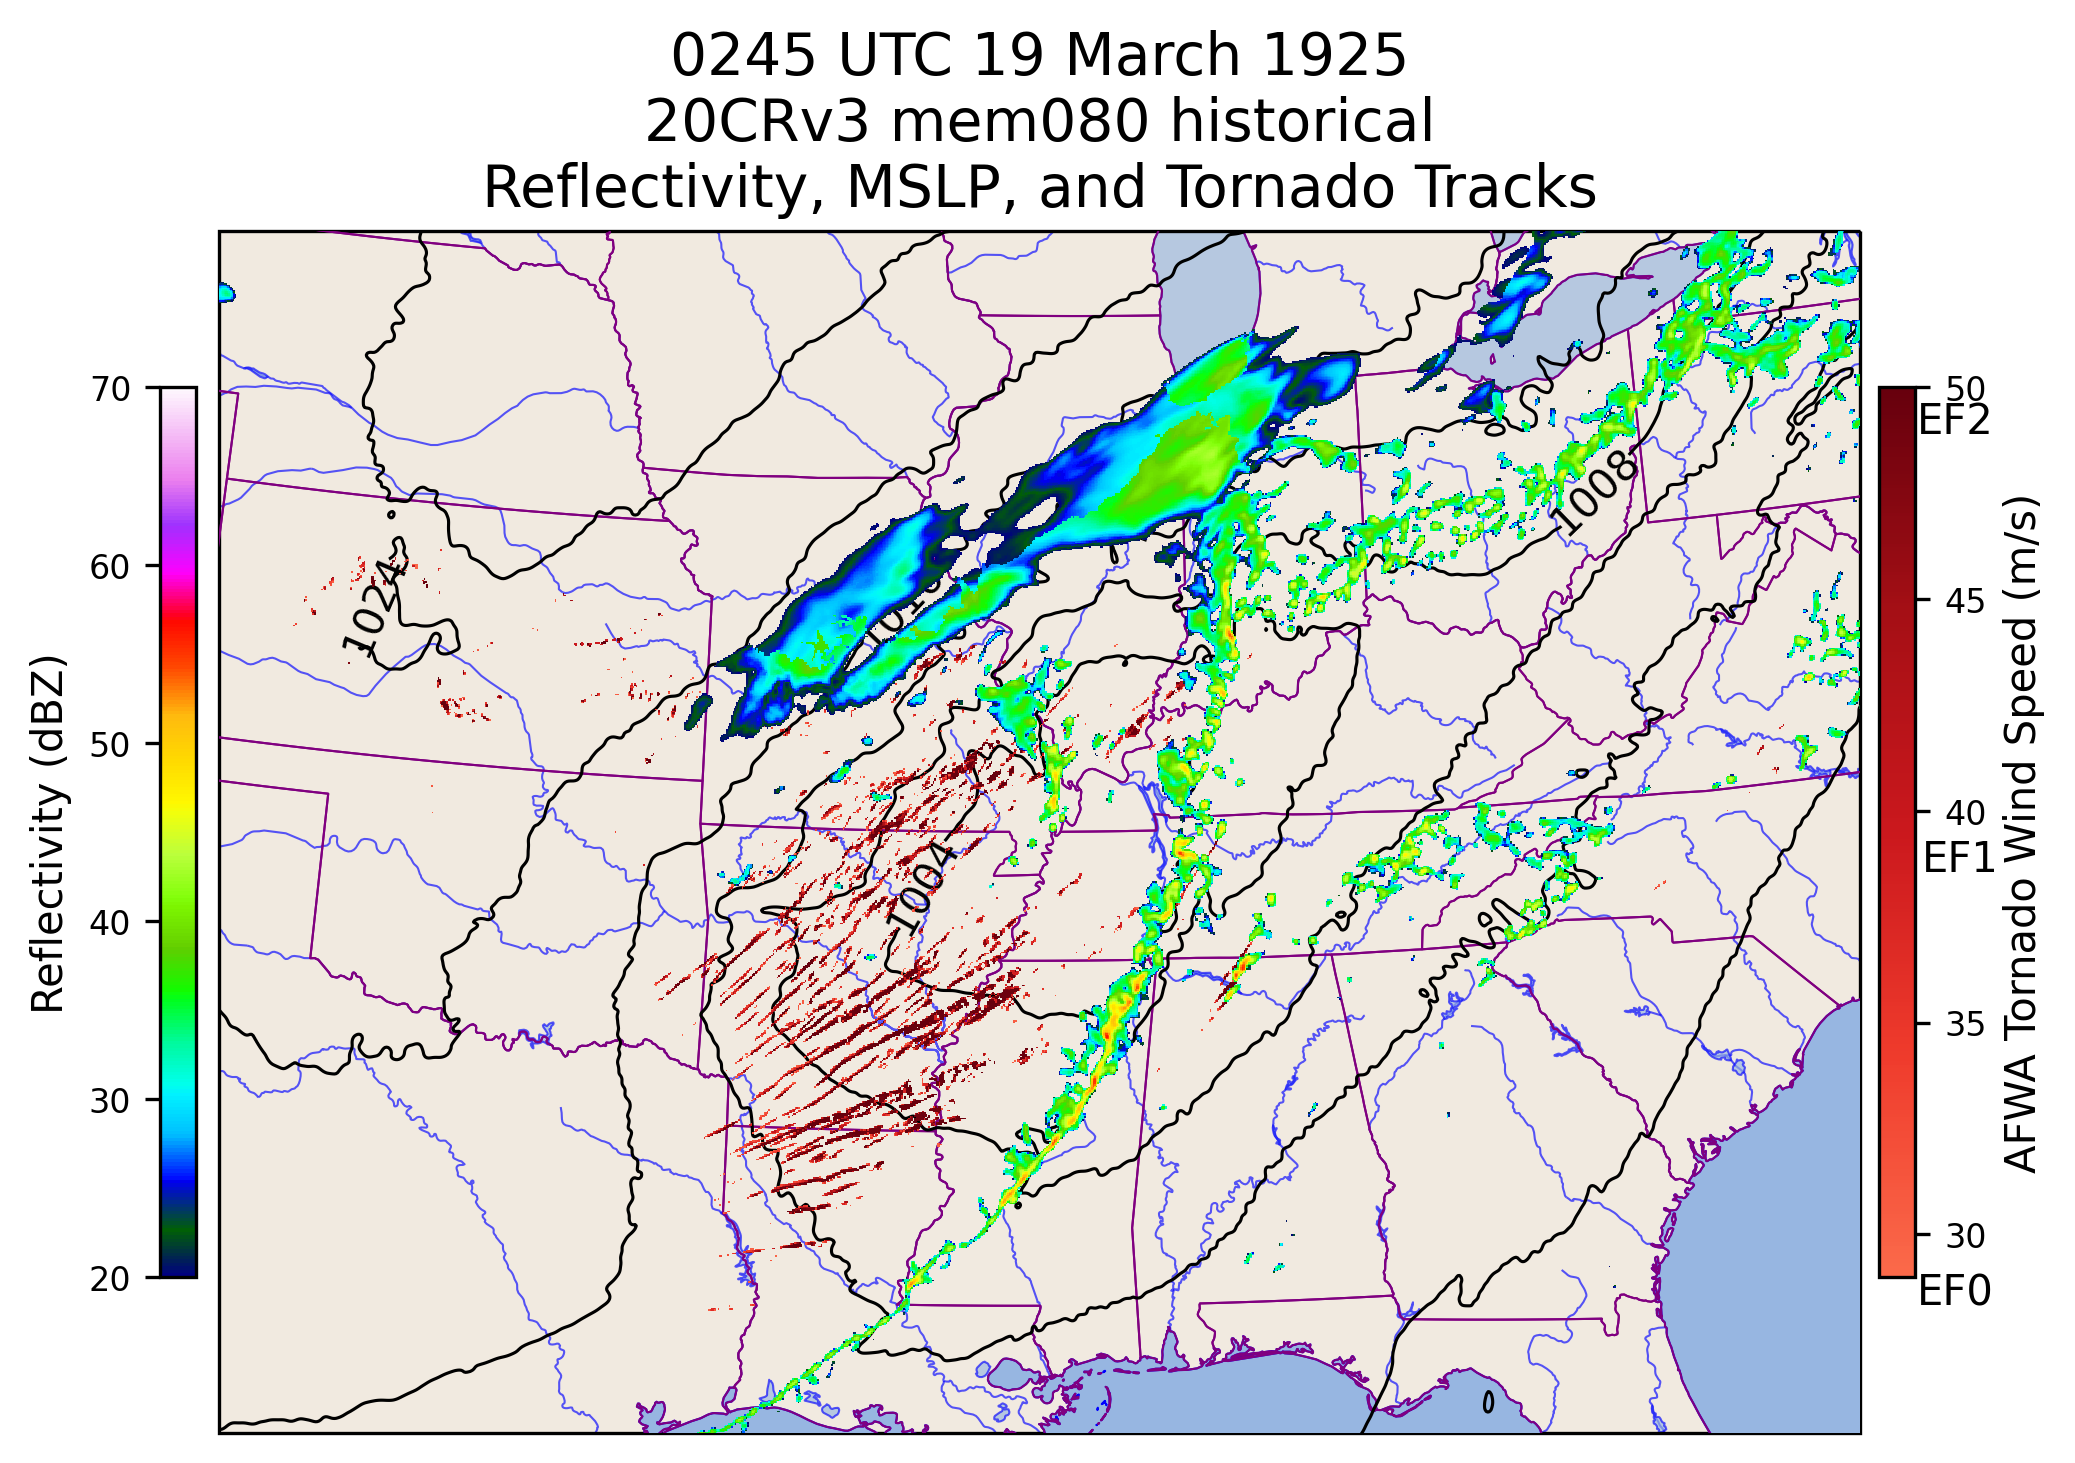 0245 UTC 19 March 1925
20CRv3 mem080 historical
Reflectivity, MSLP, and Tornado Tracks
70
60
50
40
30
20
Reflectivity (dBZ)
1024
1008
1004
50
EF2
45
40
EF1
35
30
EF0
AFWA Tornado Wind Speed (m/s)